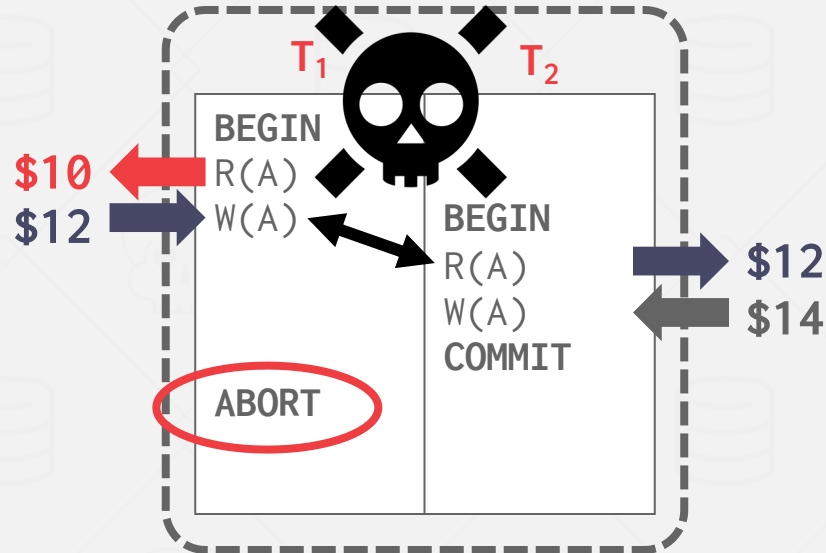 T₁
T₂
BEGIN
$10
R(A)
$12
W(A)
BEGIN
R(A)
$12
W(A)
$14
COMMIT
ABORT